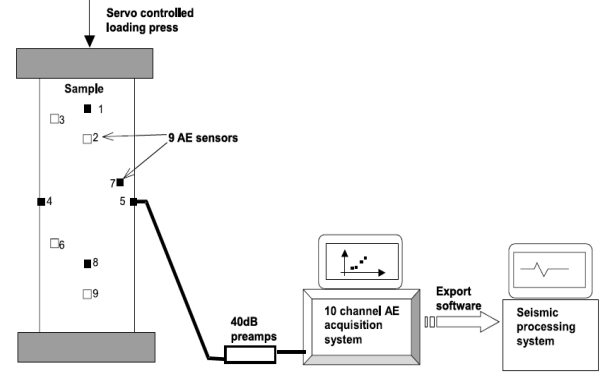 Servo controlled
loading press
Sample
1
3
2
9 AE sensors
7
4
5
6
8
9
40dB
preamps
10 channel AE
acquisition
system
Export
software
Seismic
processing
system